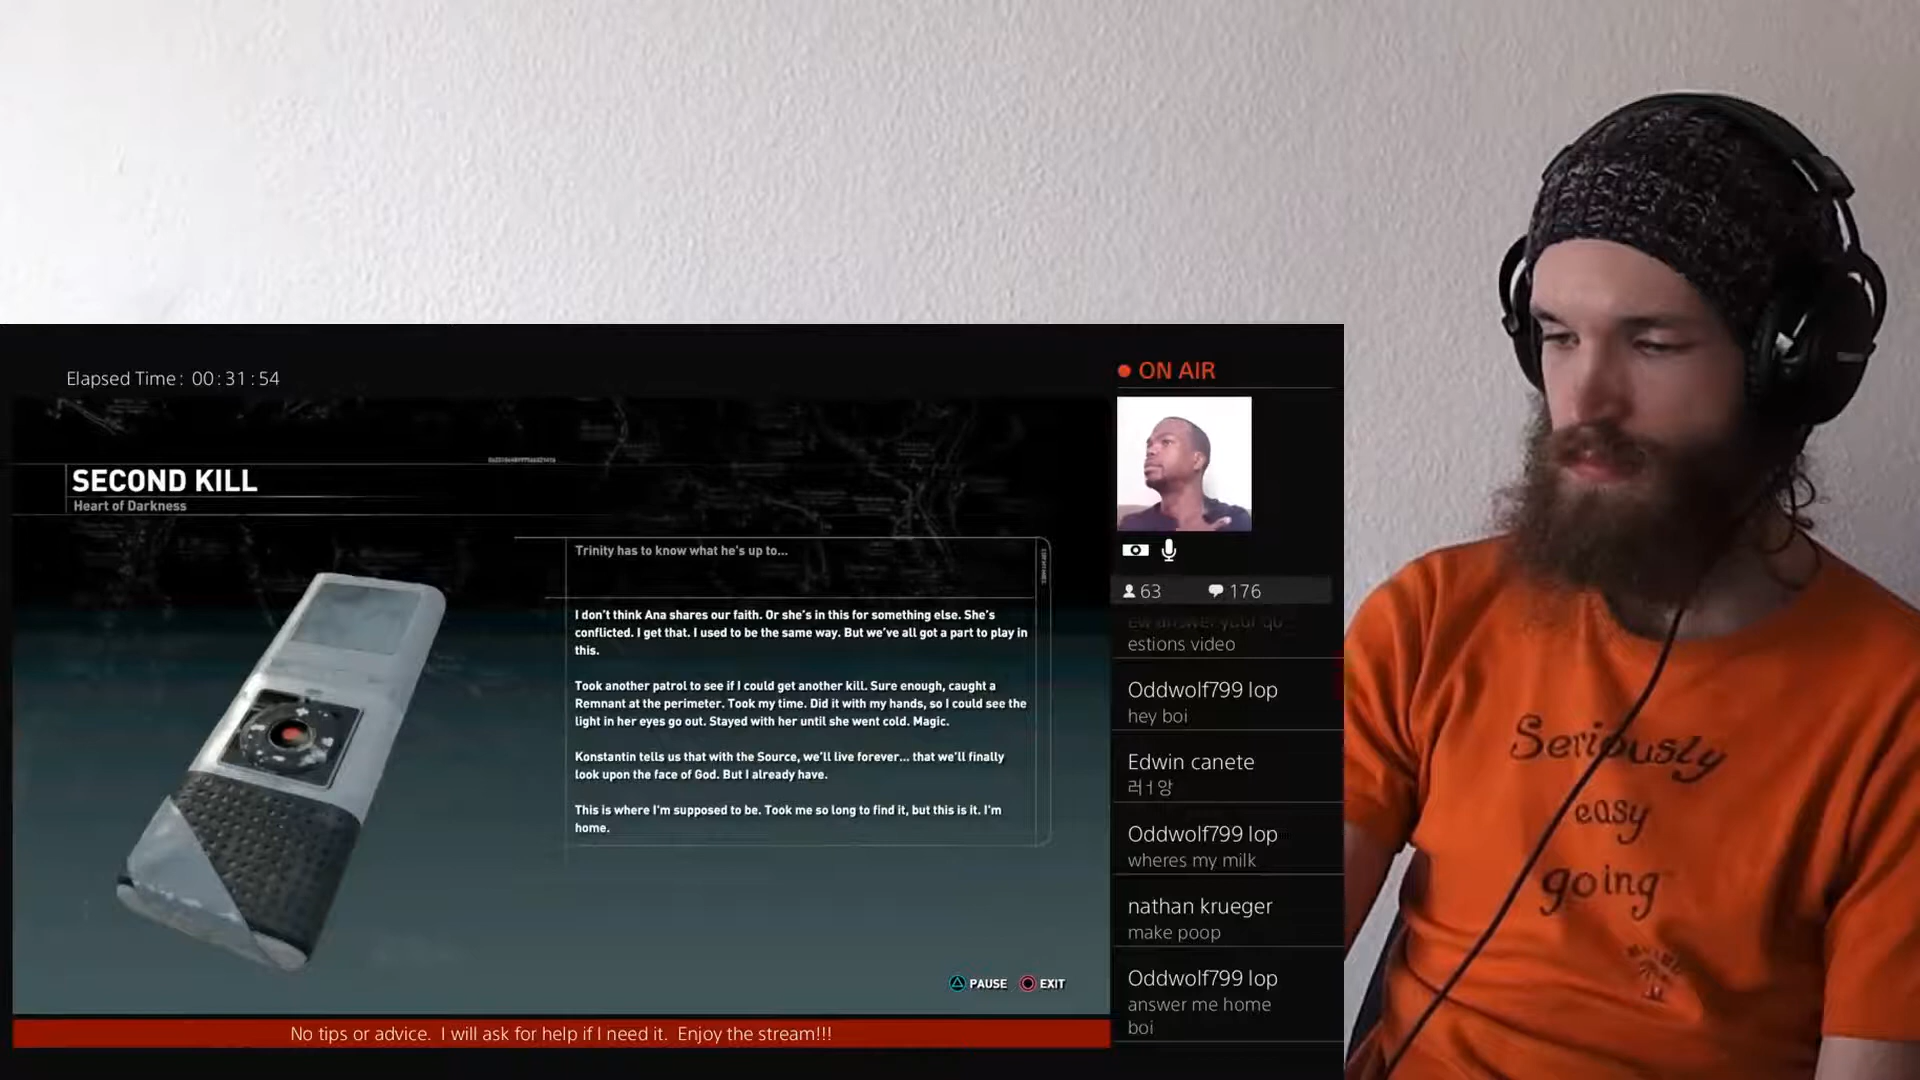 Elapsed Time: 00:31:54
ON AIR
SECOND KILL
Heart of Darkness
Trinity has to know what he's up to...
I don't think Ana shares our faith. Or she's in this for something else. She's
conflicted. I get that. I used to be the same way. But we've all got a part to play in
this.
Took another patrol to see if I could get another kill. Sure enough, caught a
Remnant at the perimeter. Took my time. Did it with my hands, so I could see the
light in her eyes go out. Stayed with her until she went cold. Magic.
Konstantin tells us that with the Source, we'll live forever... that we'll finally
look upon the face of God. But I already have.
This is where I'm supposed to be. Took me so long to find it, but this is it. I'm
home.
PAUSE EXIT
No tips or advice. I will ask for help if I need it. Enjoy the stream!!!
63 176
ew answer your qu
estions video
Oddwolf799 lop
hey boi
Edwin canete
Oddwolf799 lop
wheres my milk
nathan krueger
make poop
Oddwolf799 lop
answer me home
boi
Seriously
easy
going